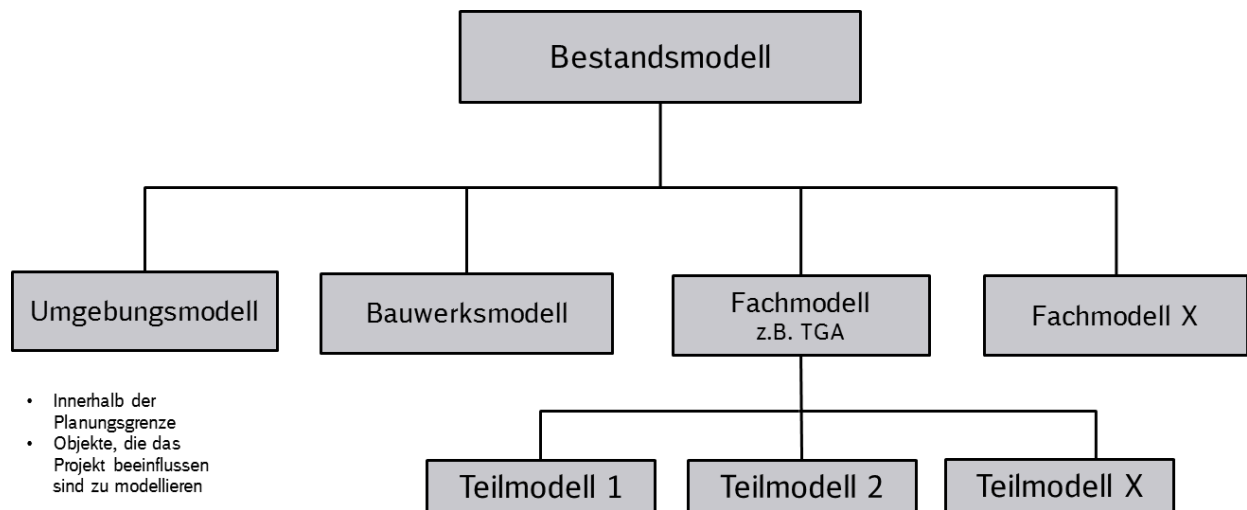 Bestandsmodell
Umgebungsmodell
Bauwerksmodell
Fachmodell
z.B. TGA
Fachmodell X
• Innerhalb der
Planungsgrenze
• Objekte, die das
Projekt beeinflussen
sind zu modellieren
Teilmodell 1
Teilmodell 2
Teilmodell X